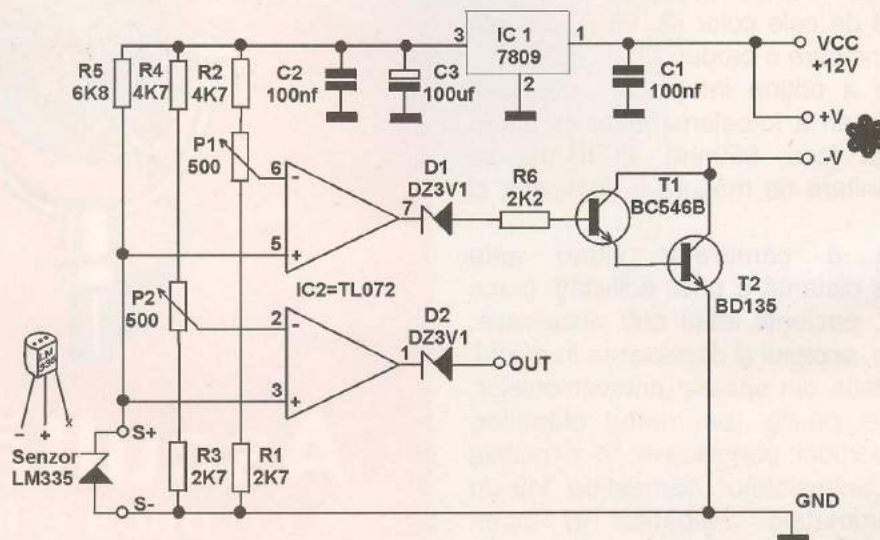 3
IC 1
7809
1
2
VCC
+12V
+V
-V
R5
6K8
R4
4K7
R2
4K7
C2
100nf
C3
100uf
C1
100nf
P1
500
6
-
7
5
+
D1
DZ3V1
R6
2K2
T1
BC546B
T2
BD135
IC2=TL072
P2
500
2
-
1
3
+
D2
DZ3V1
OUT
LM
335
- + x
S+
Senzor
LM335
S-
R3
2K7
R1
2K7
GND